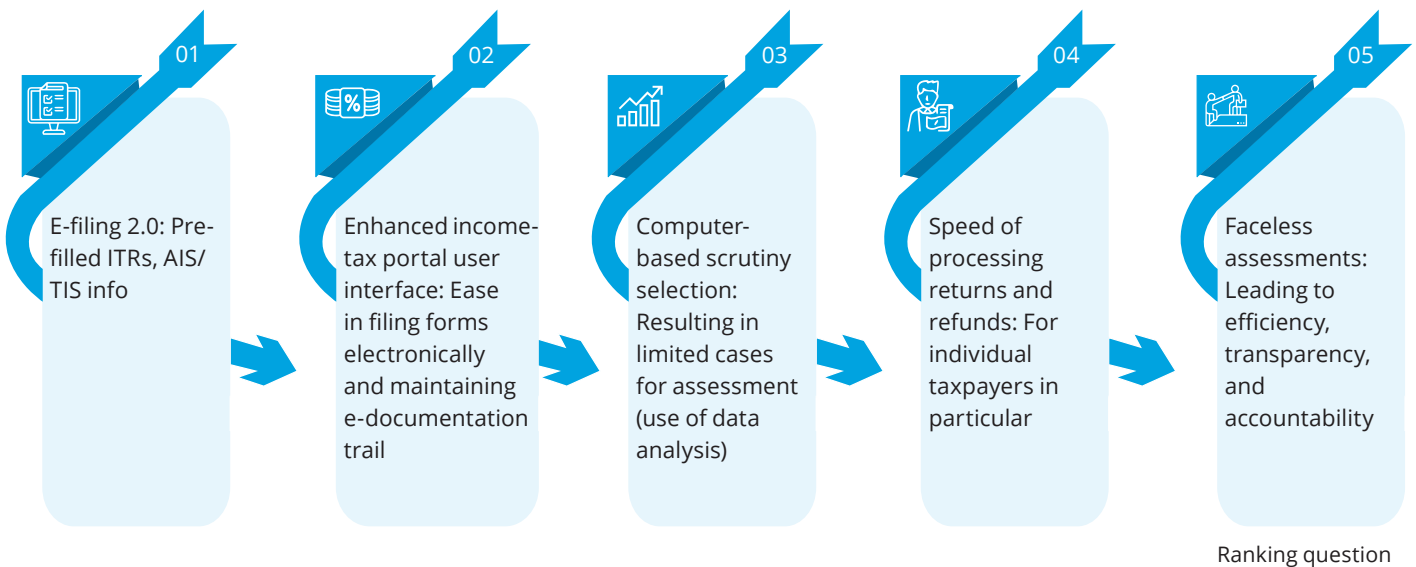 01
E-filing 2.0: Pre-
filled ITRs, AIS/
TIS info
02
%
Enhanced income-
tax portal user
interface: Ease
in filing forms
electronically
and maintaining
e-documentation
trail
03
Computer-
based scrutiny
selection:
Resulting in
limited cases
for assessment
(use of data
analysis)
04
Speed of
processing
returns and
refunds: For
individual
taxpayers in
particular
05
Faceless
assessments:
Leading to
efficiency,
transparency,
and
accountability
Ranking question